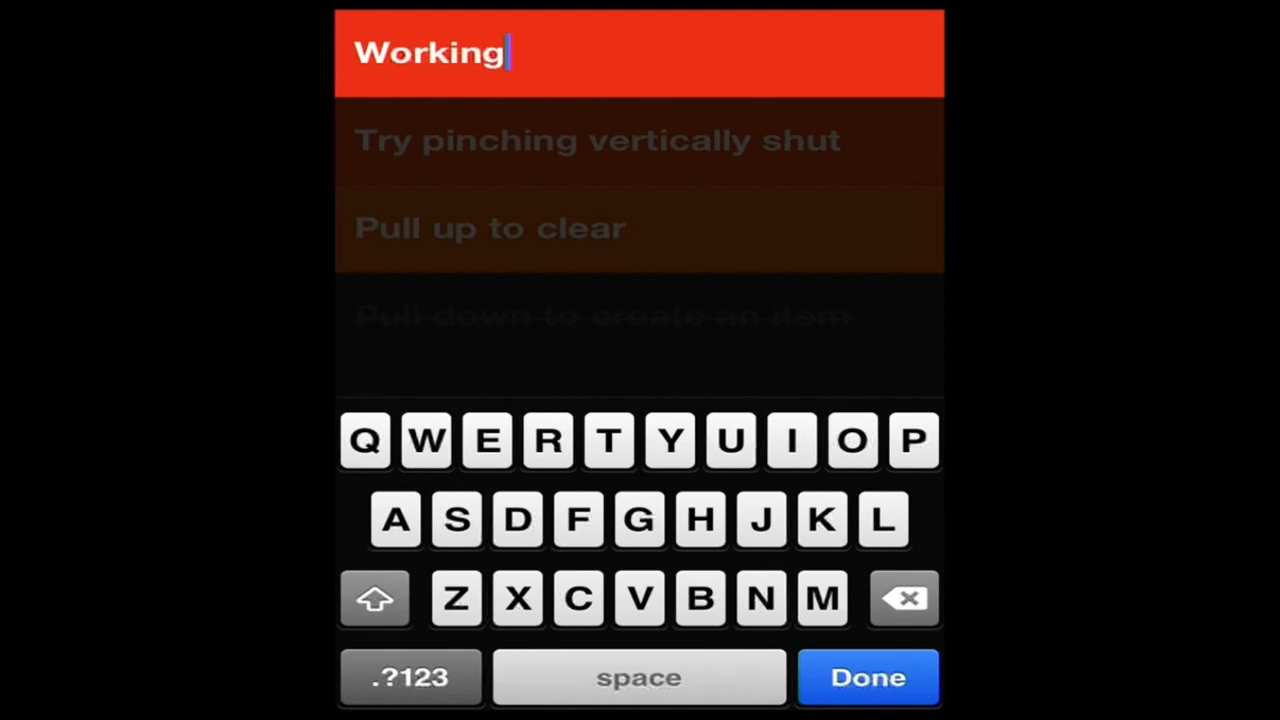 Working
Try pinching vertically shut
Pull up to clear
Pull down to create an item
Q W E R T Y U I O P
A S D F G H J K L
Z X C V B N M
.?123 space Done